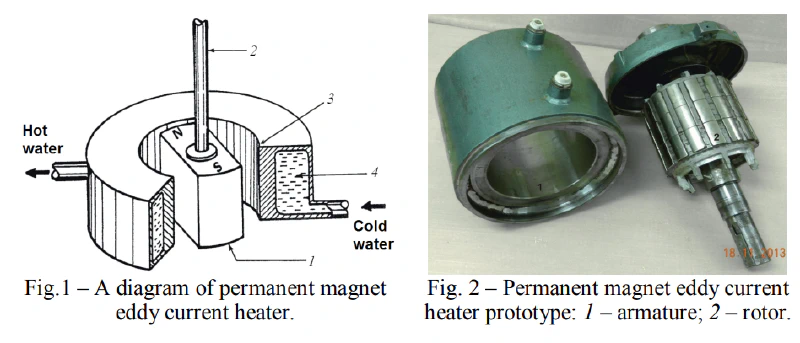 2
3
N
S
Hot
water
4
Cold
water
1
Fig.1 – A diagram of permanent magnet
eddy current heater.
1
2
18.11.2013
Fig. 2 – Permanent magnet eddy current
heater prototype: 1 – armature; 2 – rotor.